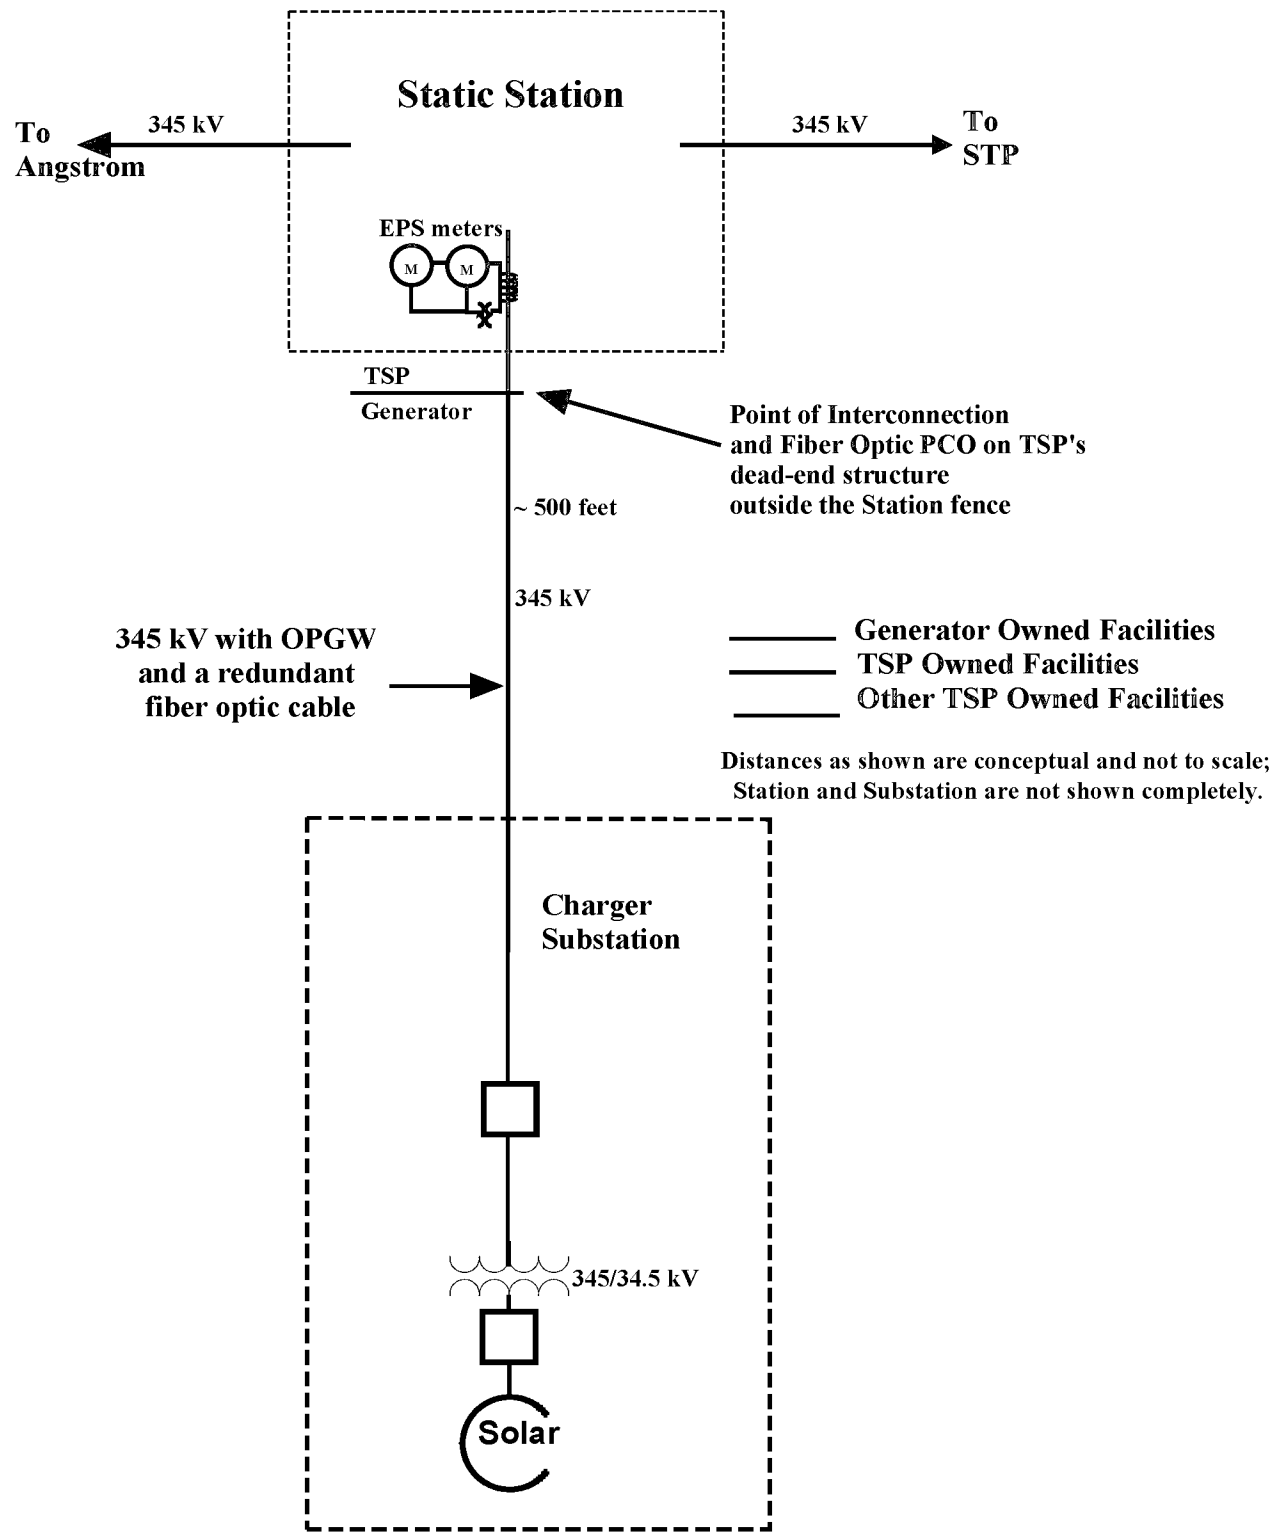 Static Station
345 kV
345 kV
To
Angstrom
To
STP
EPS meters
M
M
TSP
Generator
Point of Interconnection
and Fiber Optic PCO on TSP's
dead-end structure
outside the Station fence
~ 500 feet
345 kV
345 kV with OPGW
and a redundant
fiber optic cable
Generator Owned Facilities
TSP Owned Facilities
Other TSP Owned Facilities
Distances as shown are conceptual and not to scale;
Station and Substation are not shown completely.
Charger
Substation
345/34.5 kV
Solar